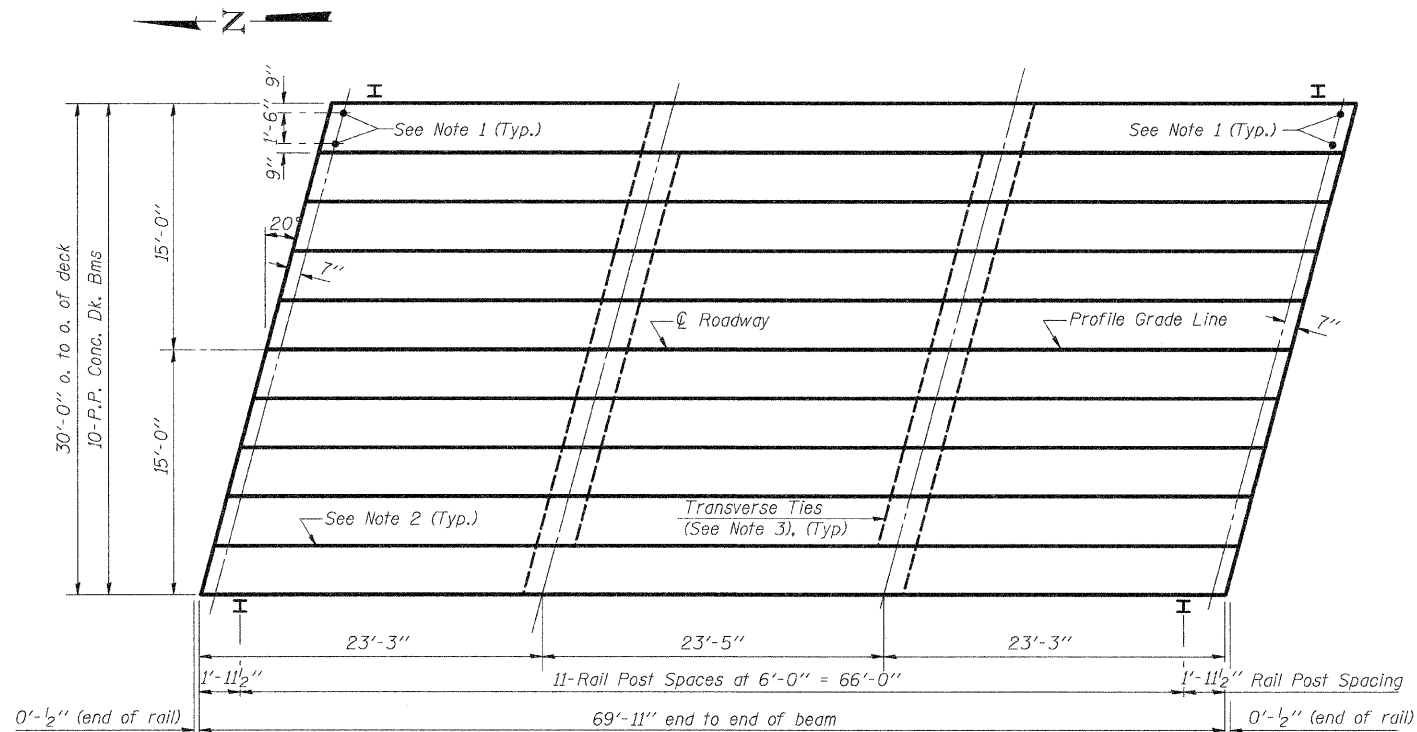 N
9"
1'-6"
9"
See Note 1 (Typ.)
See Note 1 (Typ.)
30'-0" o. to o. of deck
10-P.P. Conc. Dk. Bms
15'-0"
15'-0"
20°
7"
℄ Roadway
Profile Grade Line
7"
See Note 2 (Typ.)
Transverse Ties
(See Note 3), (Typ)
23'-3"
23'-5"
23'-3"
1'-11½"
11-Rail Post Spaces at 6'-0" = 66'-0"
1'-11½"
Rail Post Spacing
0'-½" (end of rail)
69'-11" end to end of beam
0'-½" (end of rail)